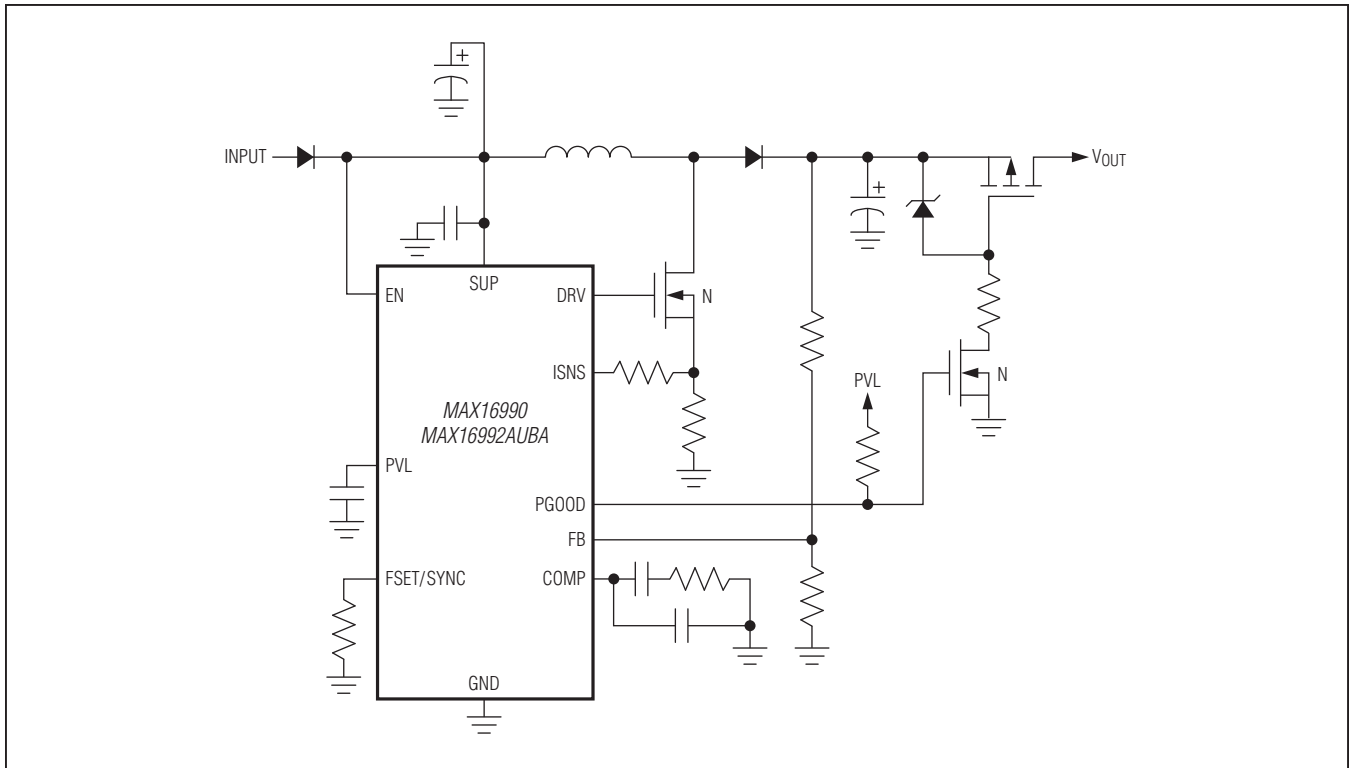 INPUT
VOUT
SUP
EN
DRV
N
ISNS
PVL
N
MAX16990
MAX16992AUBA
PVL
PGOOD
FB
FSET/SYNC
COMP
GND
+
+